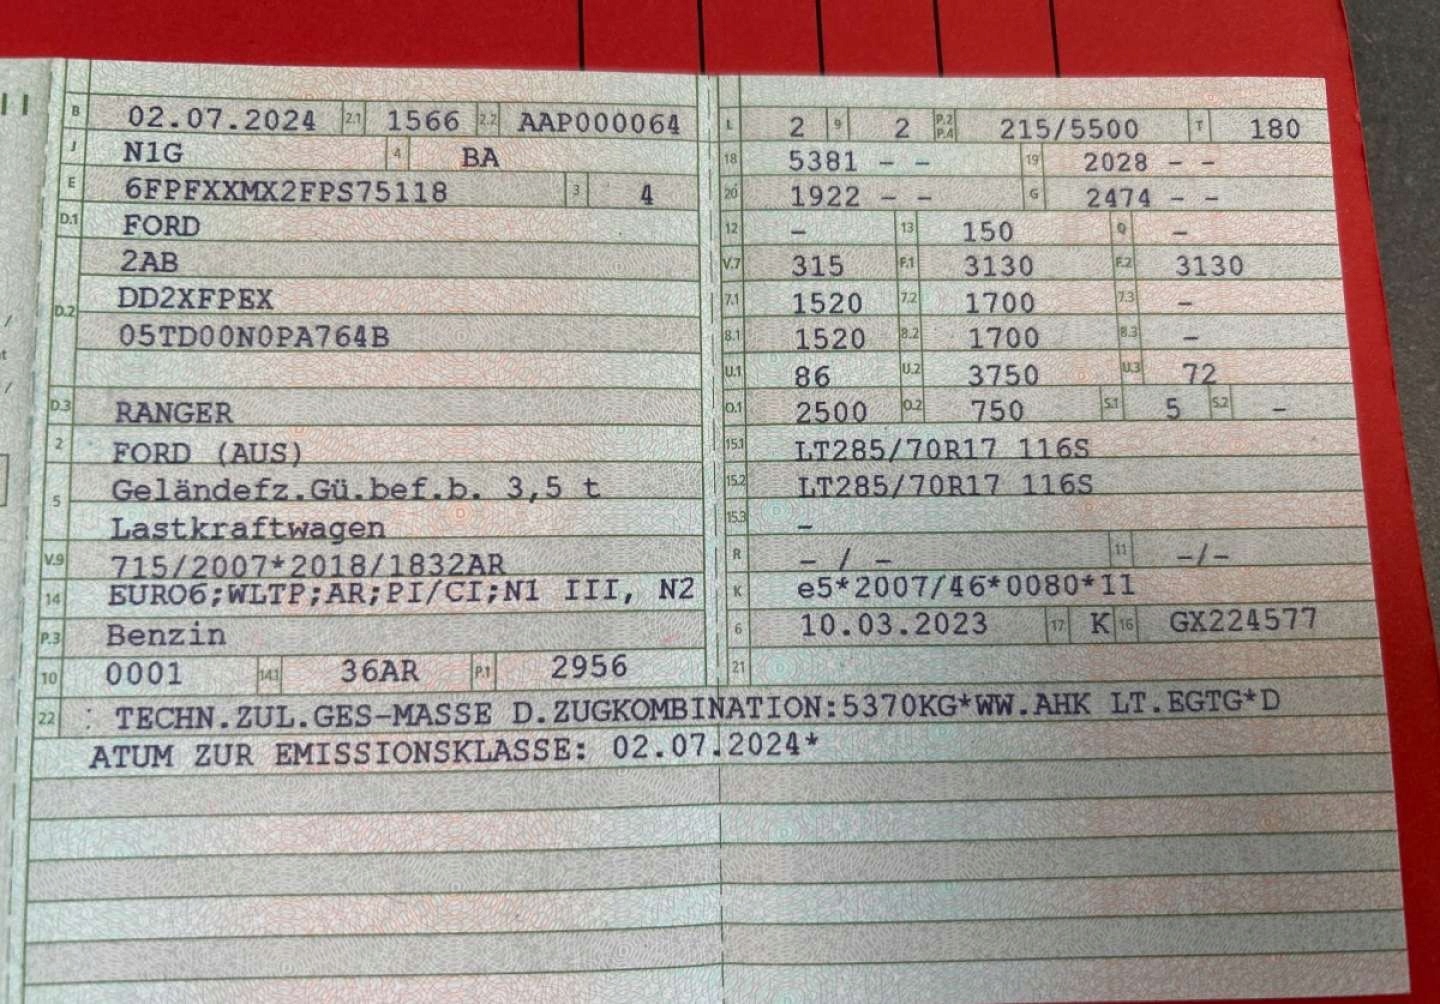 B 02.07.2024 2.1 1566 2.2 AAP000064
J N1G 4 BA
E 6FPFXXMX2FPS75118 3 4
D.1 FORD
2AB
D.2 DD2XFPEX
05TD00N0PA764B
D.3 RANGER
2 FORD (AUS)
5 Geländefz.Gü.bef.b. 3,5 t
Lastkraftwagen
V.9 715/2007*2018/1832AR
14 EURO6;WLTP;AR;PI/CI;N1 III, N2
P.3 Benzin
10 0001 14.1 36AR P.1 2956
L 2 9 2 P.2 P.4 215/5500 T 180
18 5381 - - 19 2028 - -
20 1922 - - G 2474 - -
12 - 13 150 Q -
V.7 315 F.1 3130 F.2 3130
7.1 1520 7.2 1700 7.3 -
8.1 1520 8.2 1700 8.3 -
U.1 86 U.2 3750 U.3 72
O.1 2500 O.2 750 S.1 5 S.2 -
15.1 LT285/70R17 116S
15.2 LT285/70R17 116S
15.3 -
R - / - 11 -/-
K e5*2007/46*0080*11
6 10.03.2023 17 K 16 GX224577
21
22 : TECHN.ZUL.GES-MASSE D.ZUGKOMBINATION:5370KG*WW.AHK LT.EGTG*D
ATUM ZUR EMISSIONSKLASSE: 02.07.2024*